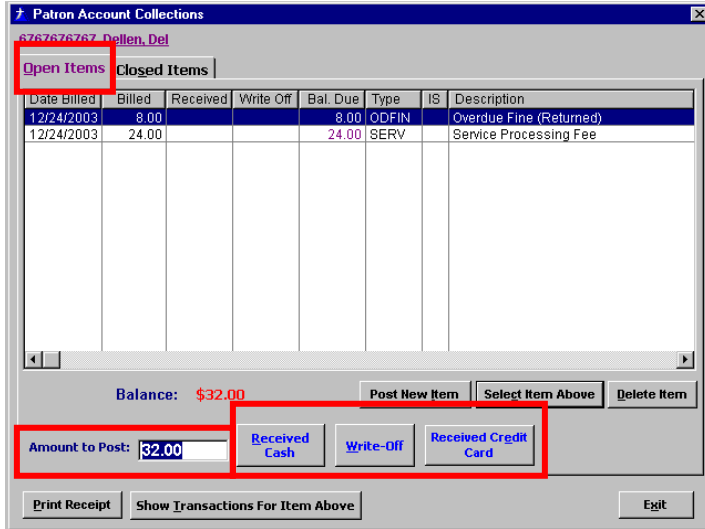 Patron Account Collections
6767676767 Dellen, Del
Open Items Closed Items
Date Billed Billed Received Write Off Bal. Due Type IS Description
12/24/2003 8.00 8.00 ODFIN Overdue Fine (Returned)
12/24/2003 24.00 24.00 SERV Service Processing Fee
Balance: $32.00 Post New Item Select Item Above Delete Item
Amount to Post: 32.00 Received Cash Write-Off Received Credit Card
Print Receipt Show Transactions For Item Above Exit